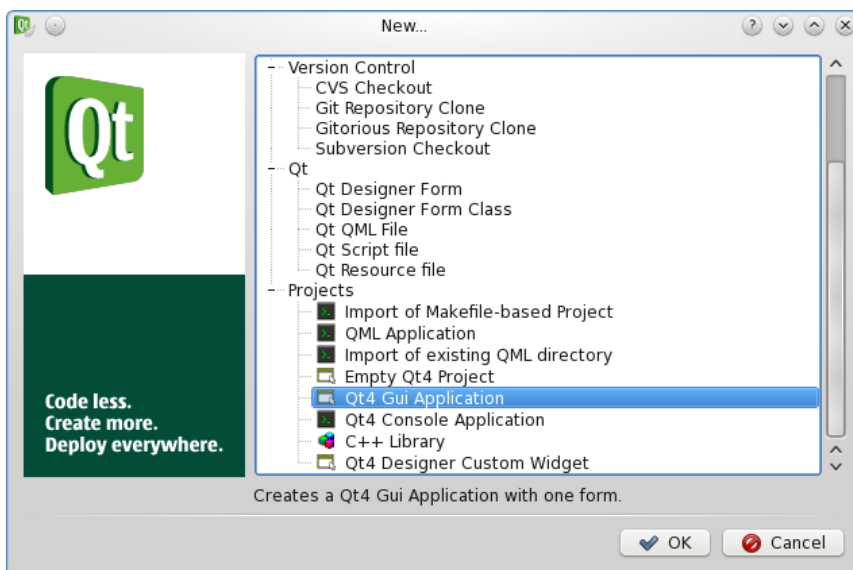 New...
Qt
Code less.
Create more.
Deploy everywhere.
Version Control
CVS Checkout
Git Repository Clone
Gitorious Repository Clone
Subversion Checkout
Qt
Qt Designer Form
Qt Designer Form Class
Qt QML File
Qt Script file
Qt Resource file
Projects
Import of Makefile-based Project
QML Application
Import of existing QML directory
Empty Qt4 Project
Qt4 Gui Application
Qt4 Console Application
C++ Library
Qt4 Designer Custom Widget
Creates a Qt4 Gui Application with one form.
OK
Cancel